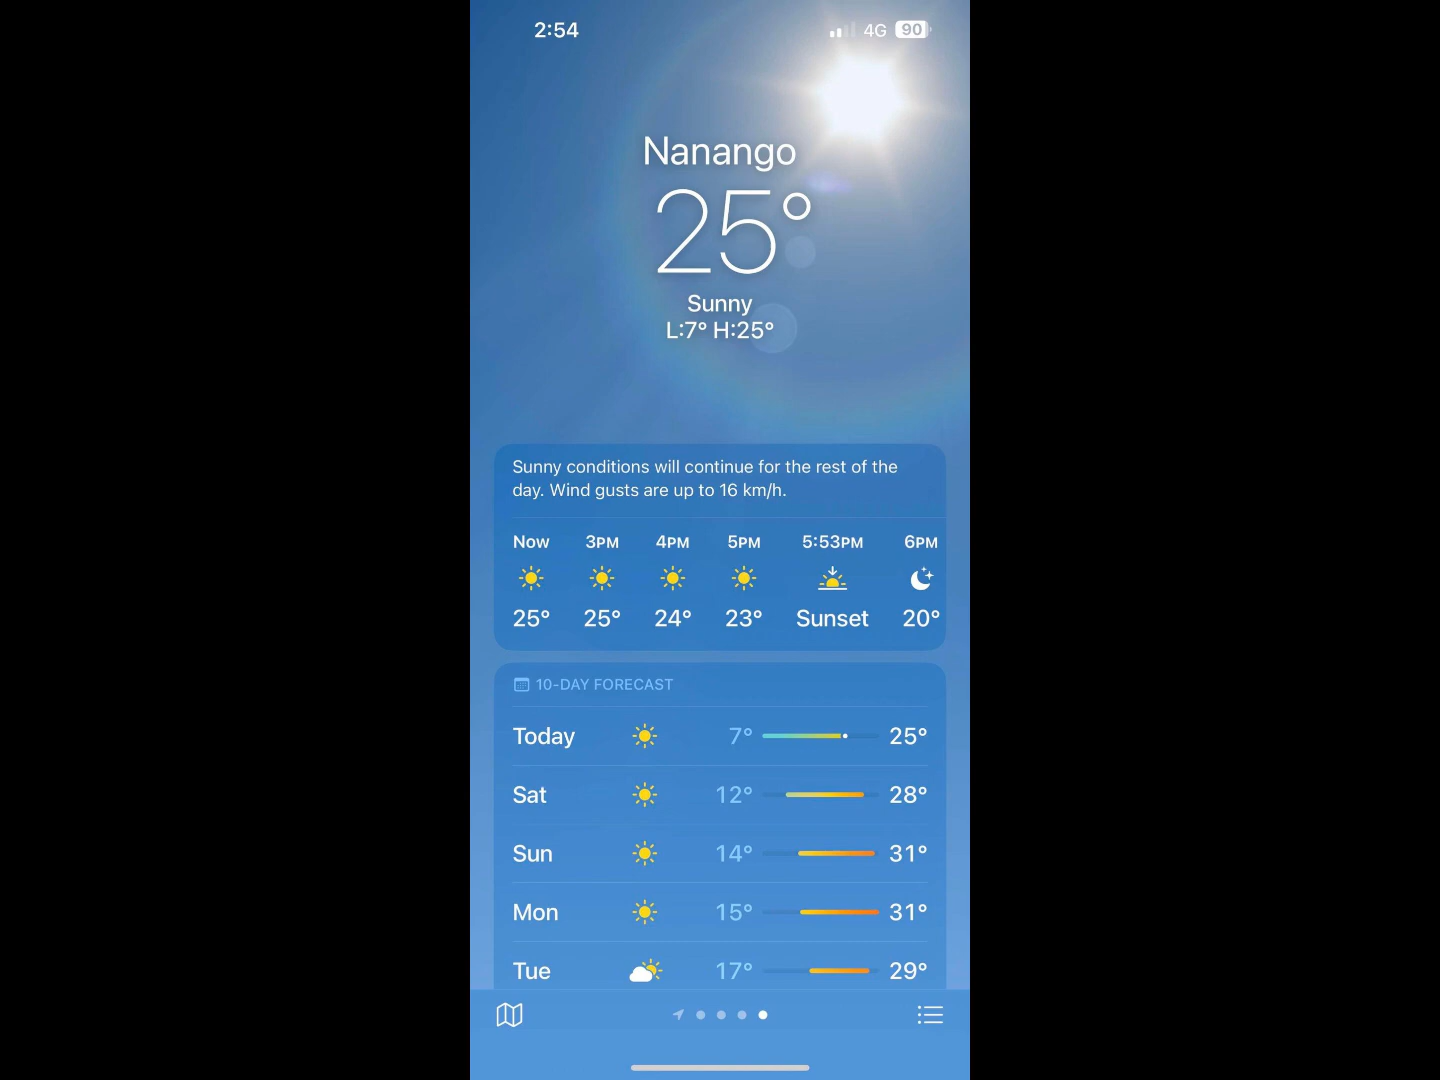 2:54 4G 90
Nanango
25°
Sunny
L:7° H:25°
Sunny conditions will continue for the rest of the
day. Wind gusts are up to 16 km/h.
Now 3PM 4PM 5PM 5:53PM 6PM
25° 25° 24° 23° Sunset 20°
10-DAY FORECAST
Today 7° 25°
Sat 12° 28°
Sun 14° 31°
Mon 15° 31°
Tue 17° 29°